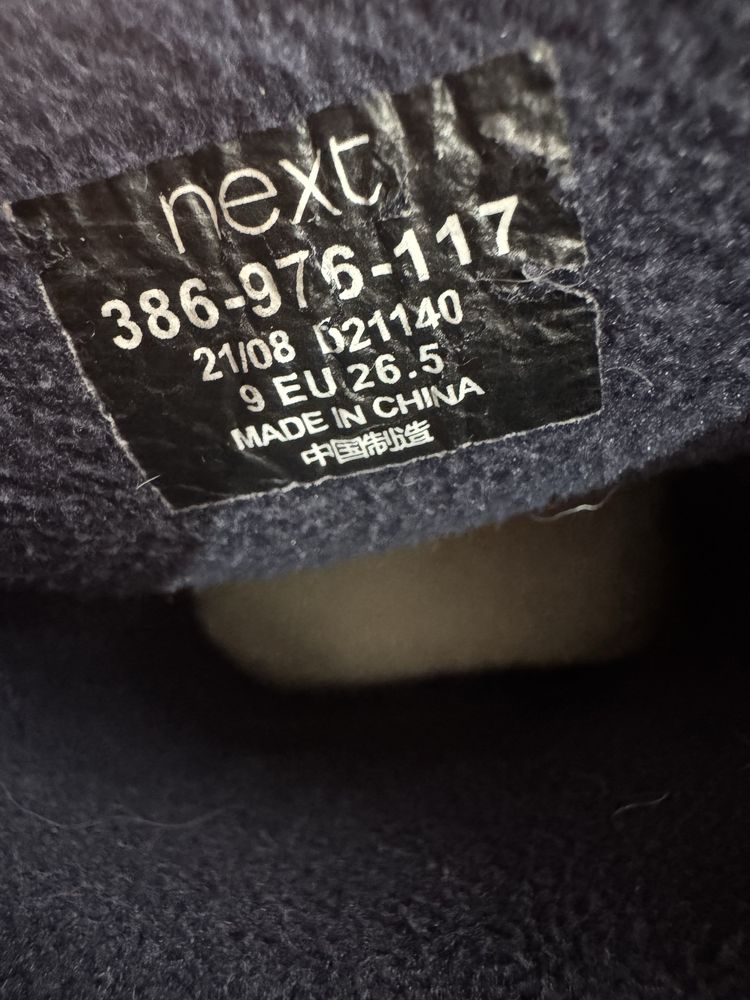 next
386-976-117
21/08 D21140
9 EU 26.5
MADE IN CHINA
中国制造